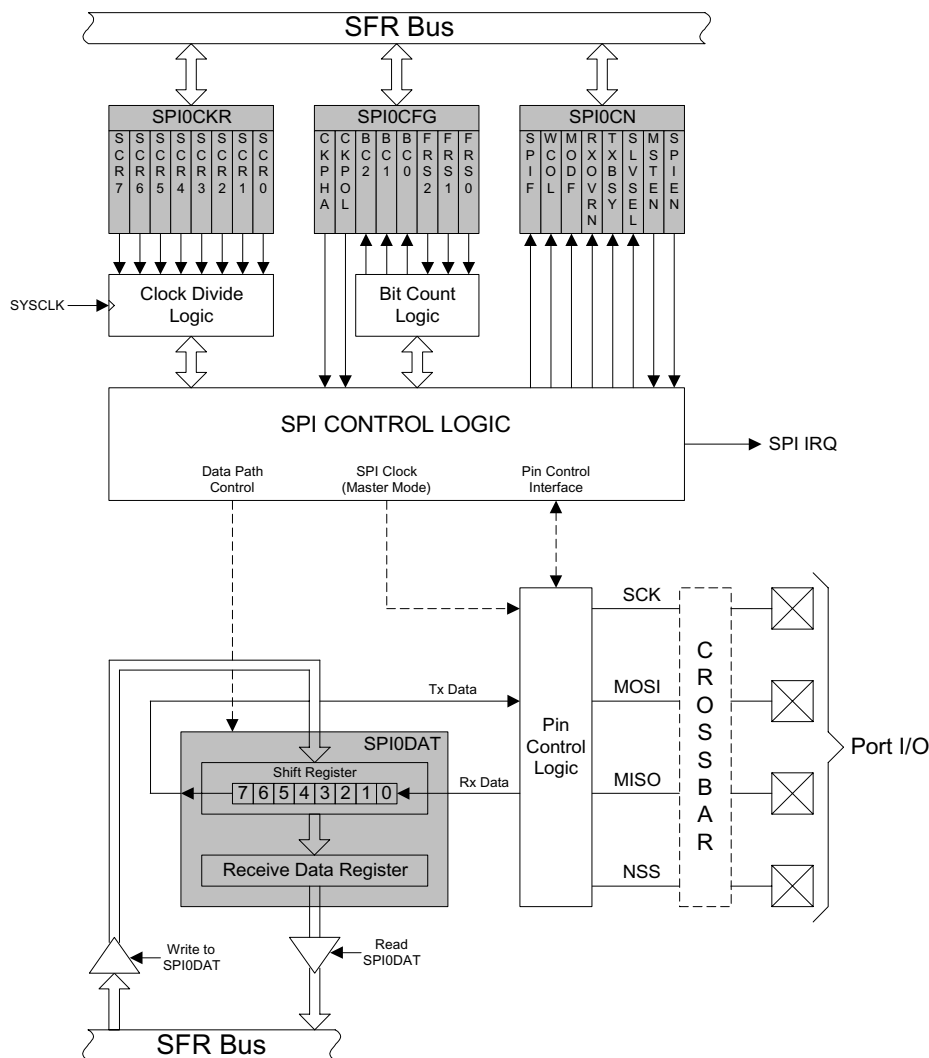 SFR Bus
SPI0CKR
SCR7 SCR6 SCR5 SCR4 SCR3 SCR2 SCR1 SCR0
SPI0CFG
CKPHA CKPOL BC2 BC1 BC0 FRS2 FRS1 FRS0
SPI0CN
SPIF WCOL MODF RXOVRN TXBSY SLVSEL MSTEN SPIEN
SYSCLK
Clock Divide
Logic
Bit Count
Logic
SPI CONTROL LOGIC
SPI IRQ
Data Path
Control
SPI Clock
(Master Mode)
Pin Control
Interface
SCK
MOSI
MISO
NSS
Pin
Control
Logic
CROSSBAR
Port I/O
Tx Data
Rx Data
SPI0DAT
Shift Register
7 6 5 4 3 2 1 0
Receive Data Register
Write to
SPI0DAT
Read
SPI0DAT
SFR Bus